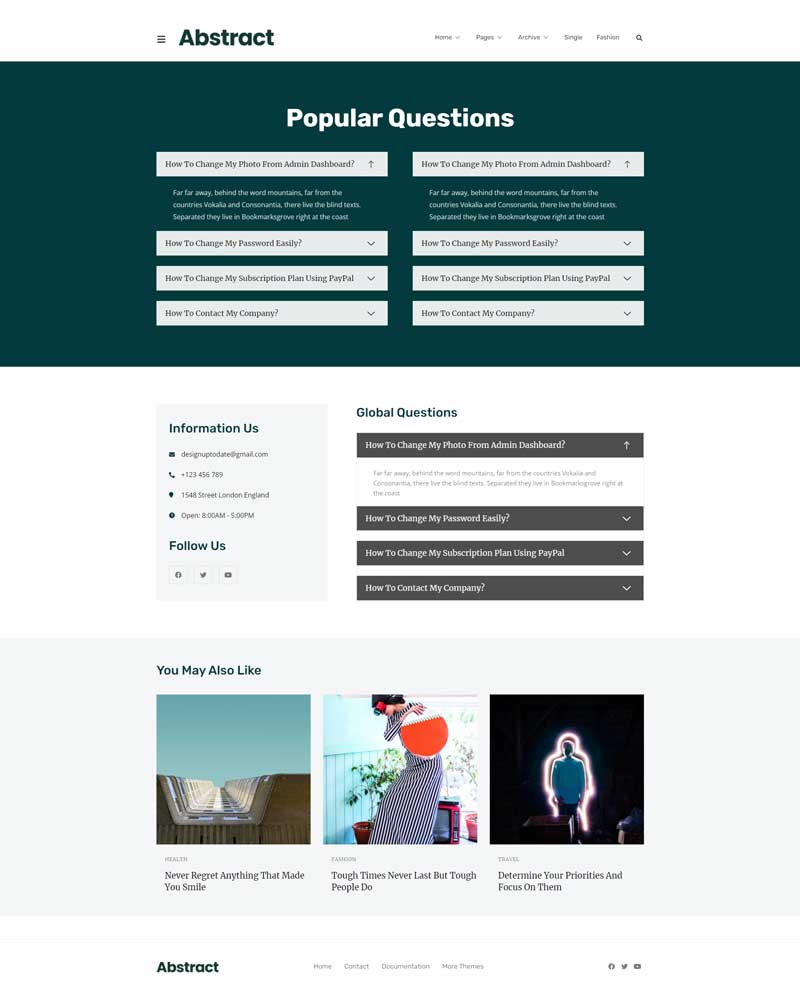 Abstract
Home
Pages
Archive
Single
Fashion
Popular Questions
How To Change My Photo From Admin Dashboard?
Far far away, behind the word mountains, far from the
countries Vokalia and Consonantia, there live the blind texts.
Separated they live in Bookmarksgrove right at the coast
How To Change My Password Easily?
How To Change My Subscription Plan Using PayPal
How To Contact My Company?
How To Change My Photo From Admin Dashboard?
Far far away, behind the word mountains, far from the
countries Vokalia and Consonantia, there live the blind texts.
Separated they live in Bookmarksgrove right at the coast
How To Change My Password Easily?
How To Change My Subscription Plan Using PayPal
How To Contact My Company?
Information Us
designuptodate@gmail.com
+123 456 789
1548 Street London England
Open: 8:00AM - 5:00PM
Follow Us
Global Questions
How To Change My Photo From Admin Dashboard?
Far far away, behind the word mountains, far from the countries Vokalia and
Consonantia, there live the blind texts. Separated they live in Bookmarksgrove right at
the coast
How To Change My Password Easily?
How To Change My Subscription Plan Using PayPal
How To Contact My Company?
You May Also Like
HEALTH
Never Regret Anything That Made
You Smile
FASHION
Tough Times Never Last But Tough
People Do
TRAVEL
Determine Your Priorities And
Focus On Them
Abstract
Home
Contact
Documentation
More Themes